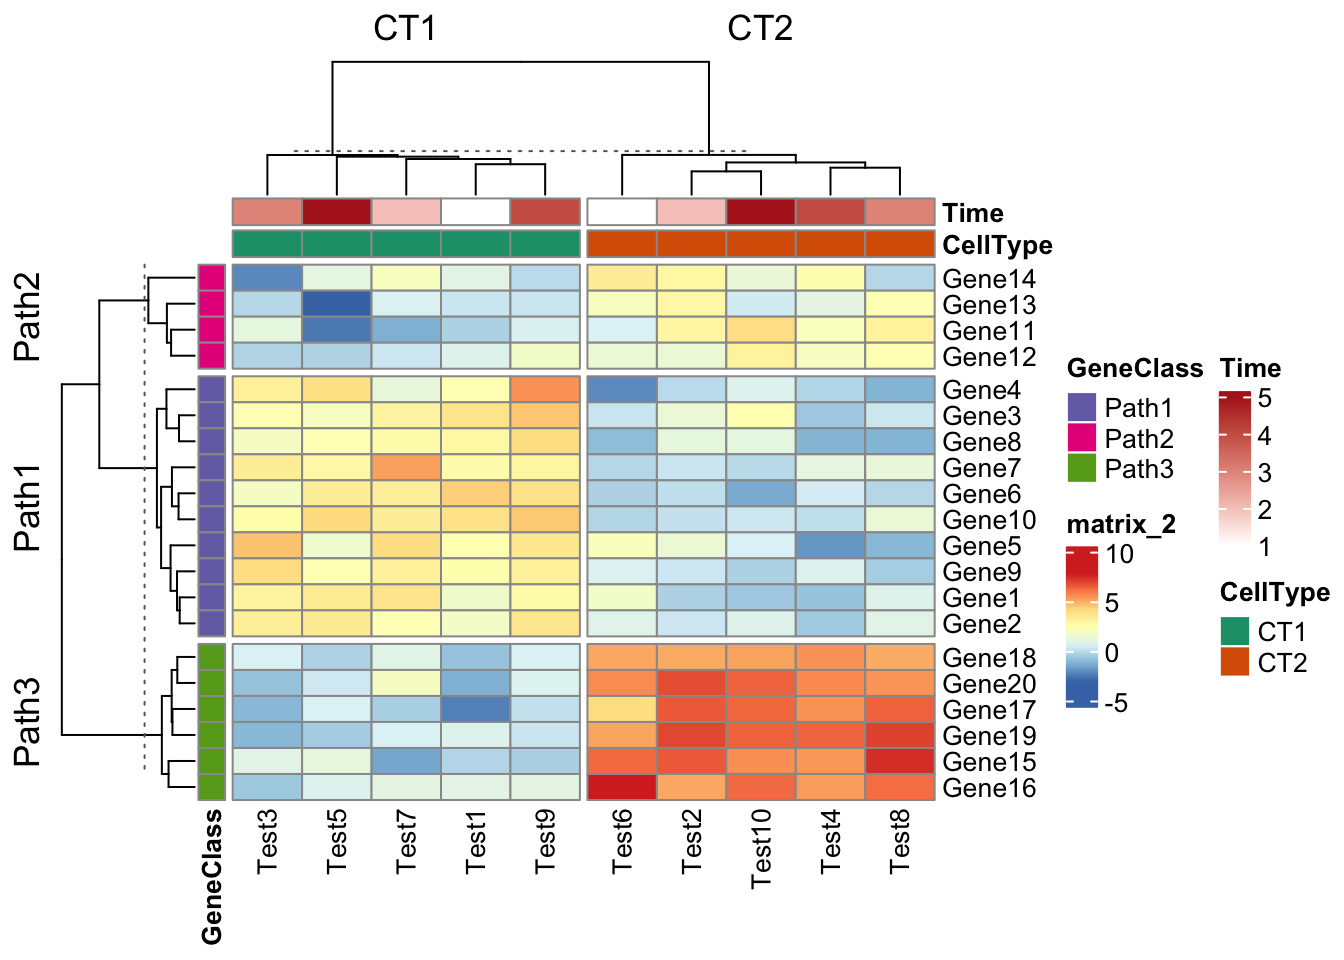 CT1 CT2
Time
CellType
Path2
Gene14
Gene13
Gene11
Gene12
Path1
Gene4
Gene3
Gene8
Gene7
Gene6
Gene10
Gene5
Gene9
Gene1
Gene2
Path3
Gene18
Gene20
Gene17
Gene19
Gene15
Gene16
GeneClass
Test3 Test5 Test7 Test1 Test9 Test6 Test2 Test10 Test4 Test8
GeneClass
Path1
Path2
Path3
matrix_2
10
5
0
-5
Time
5
4
3
2
1
CellType
CT1
CT2